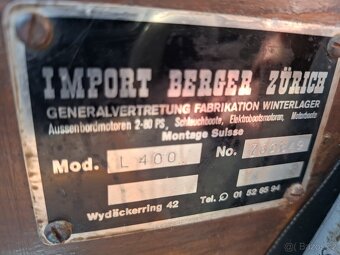 IMPORT BERGER ZÜRICH
GENERALVERTRETUNG FABRIKATION WINTERLAGER
Aussenbordmotoren 2-80 PS, Schlauchboote, Elektrobootsmotoren, Motorboote
Montage Suisse
Mod. L 400 No.
Wydäckerring 42 Tel. 01 52 65 94